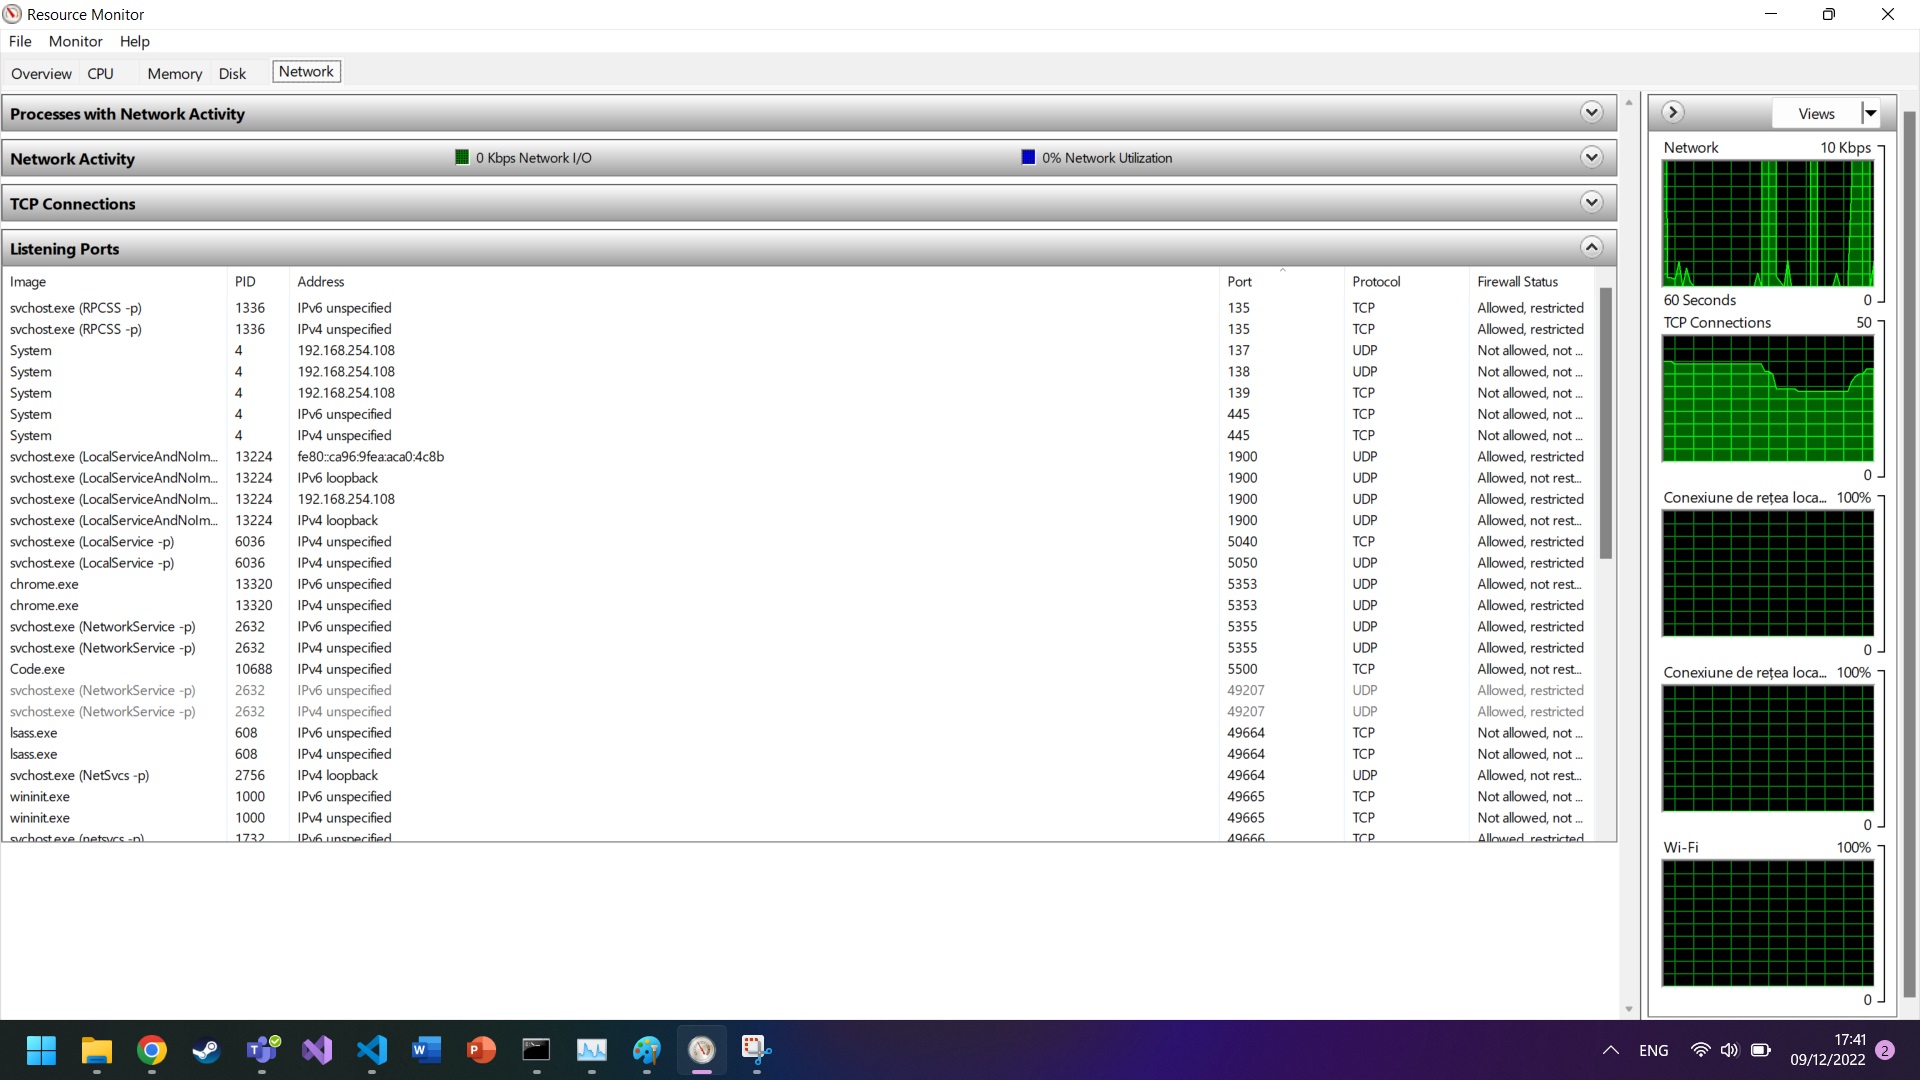 Resource Monitor
File Monitor Help
Overview CPU Memory Disk Network
Processes with Network Activity
Network Activity 0 Kbps Network I/O 0% Network Utilization
TCP Connections
Listening Ports
Image PID Address Port Protocol Firewall Status
svchost.exe (RPCSS -p) 1336 IPv6 unspecified 135 TCP Allowed, restricted
svchost.exe (RPCSS -p) 1336 IPv4 unspecified 135 TCP Allowed, restricted
System 4 192.168.254.108 137 UDP Not allowed, not ...
System 4 192.168.254.108 138 UDP Not allowed, not ...
System 4 192.168.254.108 139 TCP Not allowed, not ...
System 4 IPv6 unspecified 445 TCP Not allowed, not ...
System 4 IPv4 unspecified 445 TCP Not allowed, not ...
svchost.exe (LocalServiceAndNoIm... 13224 fe80::ca96:9fea:aca0:4c8b 1900 UDP Allowed, restricted
svchost.exe (LocalServiceAndNoIm... 13224 IPv6 loopback 1900 UDP Allowed, not rest...
svchost.exe (LocalServiceAndNoIm... 13224 192.168.254.108 1900 UDP Allowed, restricted
svchost.exe (LocalServiceAndNoIm... 13224 IPv4 loopback 1900 UDP Allowed, not rest...
svchost.exe (LocalService -p) 6036 IPv4 unspecified 5040 TCP Allowed, restricted
svchost.exe (LocalService -p) 6036 IPv4 unspecified 5050 UDP Allowed, restricted
chrome.exe 13320 IPv6 unspecified 5353 UDP Allowed, not rest...
chrome.exe 13320 IPv4 unspecified 5353 UDP Allowed, restricted
svchost.exe (NetworkService -p) 2632 IPv6 unspecified 5355 UDP Allowed, restricted
svchost.exe (NetworkService -p) 2632 IPv4 unspecified 5355 UDP Allowed, restricted
Code.exe 10688 IPv4 unspecified 5500 TCP Allowed, not rest...
svchost.exe (NetworkService -p) 2632 IPv6 unspecified 49207 UDP Allowed, restricted
svchost.exe (NetworkService -p) 2632 IPv4 unspecified 49207 UDP Allowed, restricted
lsass.exe 608 IPv6 unspecified 49664 TCP Not allowed, not ...
lsass.exe 608 IPv4 unspecified 49664 TCP Not allowed, not ...
svchost.exe (NetSvcs -p) 2756 IPv4 loopback 49664 UDP Allowed, not rest...
wininit.exe 1000 IPv6 unspecified 49665 TCP Not allowed, not ...
wininit.exe 1000 IPv4 unspecified 49665 TCP Not allowed, not ...
svchost.exe (netsvcs -p) 1732 IPv6 unspecified 49666 TCP Allowed, restricted
Views
Network 10 Kbps
60 Seconds 0
TCP Connections 50
0
Conexiune de rețea loca... 100%
0
Conexiune de rețea loca... 100%
0
Wi-Fi 100%
0
ENG 17:41
09/12/2022 2